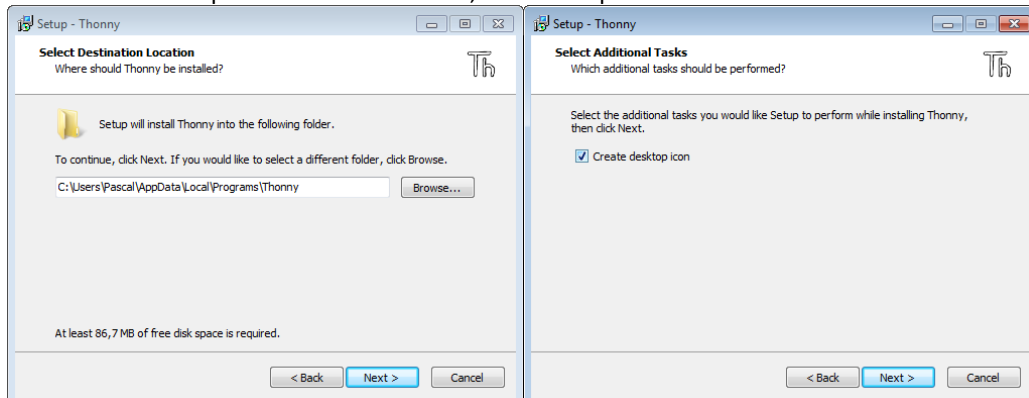 Setup - Thonny
Select Destination Location
Where should Thonny be installed?
Th
Setup will install Thonny into the following folder.
To continue, click Next. If you would like to select a different folder, click Browse.
C:\Users\Pascal\AppData\Local\Programs\Thonny
Browse...
At least 86,7 MB of free disk space is required.
< Back
Next >
Cancel
Setup - Thonny
Select Additional Tasks
Which additional tasks should be performed?
Th
Select the additional tasks you would like Setup to perform while installing Thonny,
then click Next.
Create desktop icon
< Back
Next >
Cancel